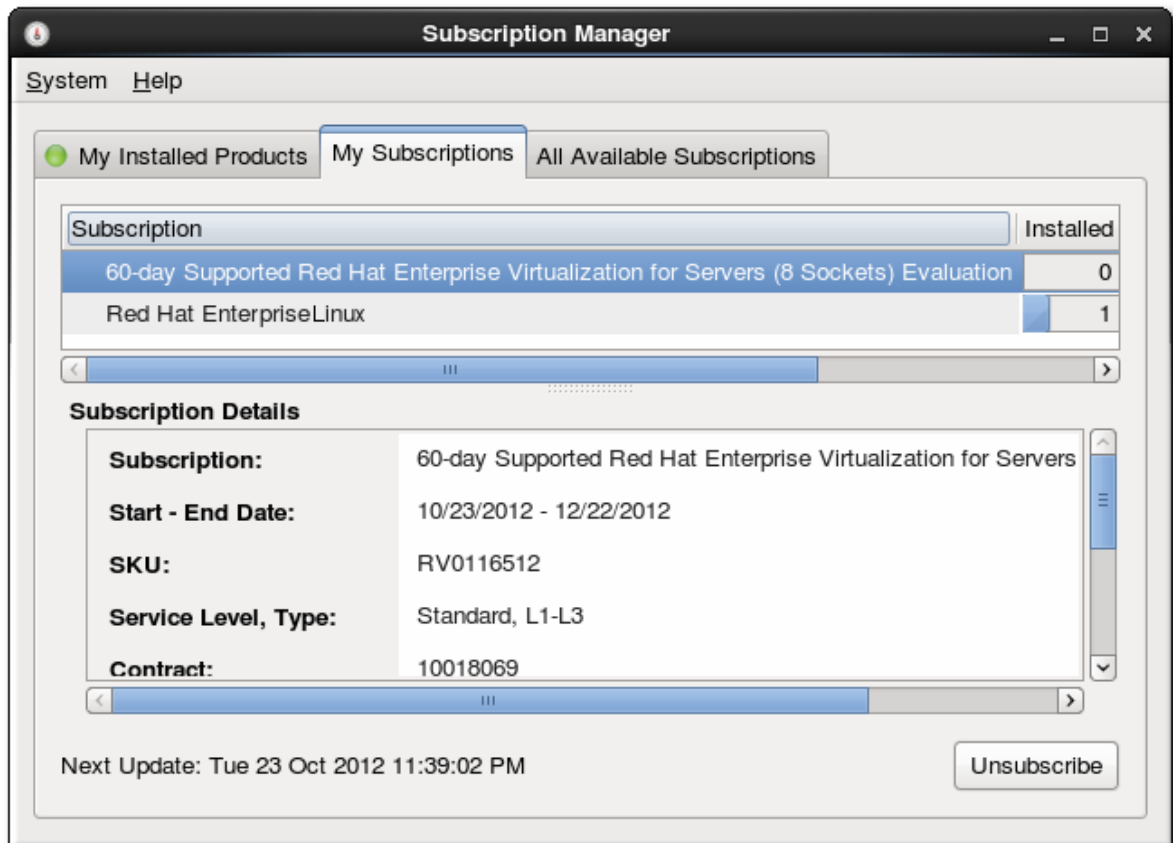 Subscription Manager
System Help
My Installed Products My Subscriptions All Available Subscriptions
Subscription Installed
60-day Supported Red Hat Enterprise Virtualization for Servers (8 Sockets) Evaluation 0
Red Hat EnterpriseLinux 1
Subscription Details
Subscription: 60-day Supported Red Hat Enterprise Virtualization for Servers
Start - End Date: 10/23/2012 - 12/22/2012
SKU: RV0116512
Service Level, Type: Standard, L1-L3
Contract: 10018069
Next Update: Tue 23 Oct 2012 11:39:02 PM Unsubscribe